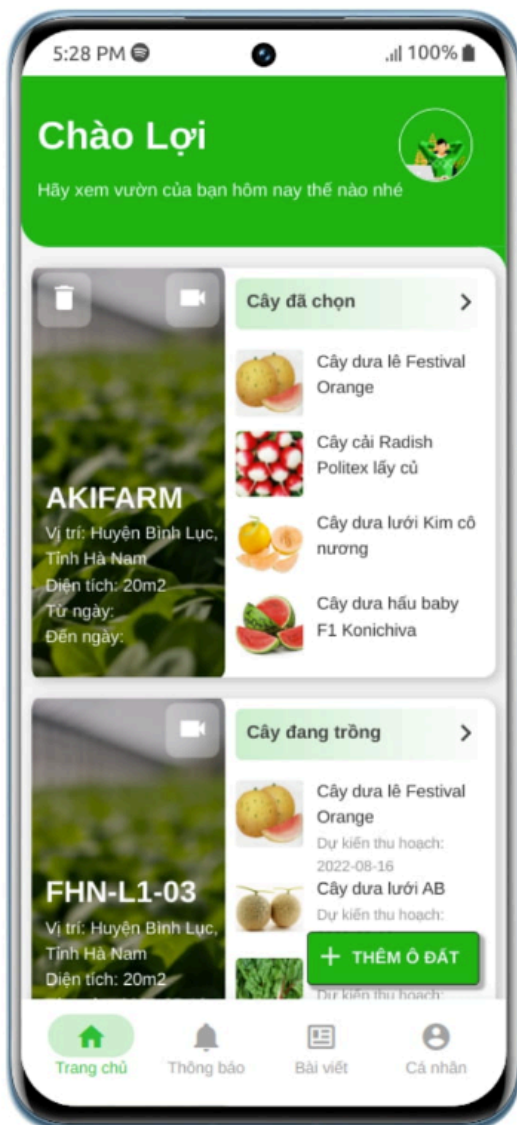 5:28 PM
100%
Chào Lợi
Hãy xem vườn của bạn hôm nay thế nào nhé
AKIFARM
Vị trí: Huyện Bình Lục,
Tỉnh Hà Nam
Diện tích: 20m2
Từ ngày:
Đến ngày:
Cây đã chọn
Cây dưa lê Festival
Orange
Cây cải Radish
Politex lấy củ
Cây dưa lưới Kim cô
nương
Cây dưa hấu baby
F1 Konichiva
FHN-L1-03
Vị trí: Huyện Bình Lục,
Tỉnh Hà Nam
Diện tích: 20m2
Cây đang trồng
Cây dưa lê Festival
Orange
Dự kiến thu hoạch:
2022-08-16
Cây dưa lưới AB
Dự kiến thu hoạch:
THÊM Ô ĐẤT
Dự kiến thu hoạch:
Trang chủ
Thông báo
Bài viết
Cá nhân